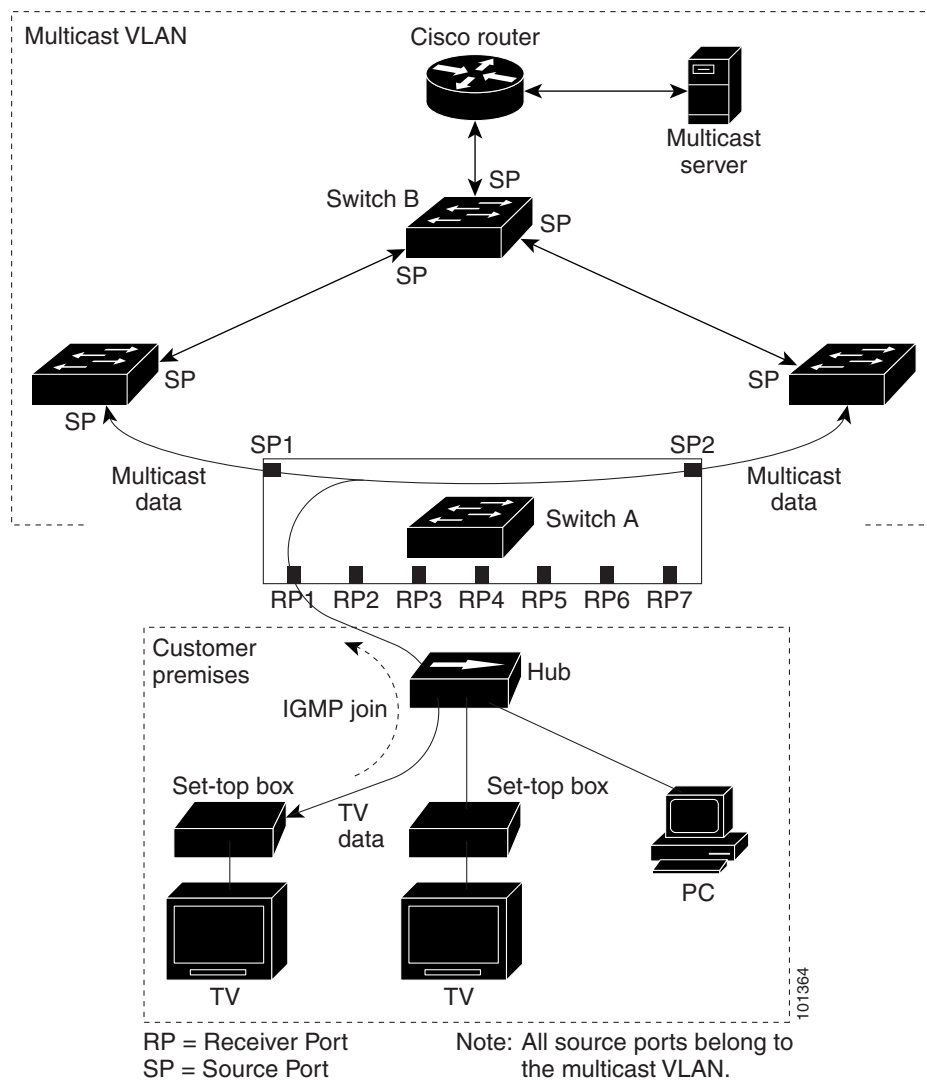 Multicast VLAN
Cisco router
Multicast
server
SP
Switch B
SP
SP
SP
SP
SP
SP1
SP2
Multicast
data
Multicast
data
Switch A
RP1
RP2
RP3
RP4
RP5
RP6
RP7
Customer
premises
Hub
IGMP join
Set-top box
Set-top box
TV
data
PC
TV
TV
101364
RP = Receiver Port
SP = Source Port
Note: All source ports belong to
the multicast VLAN.